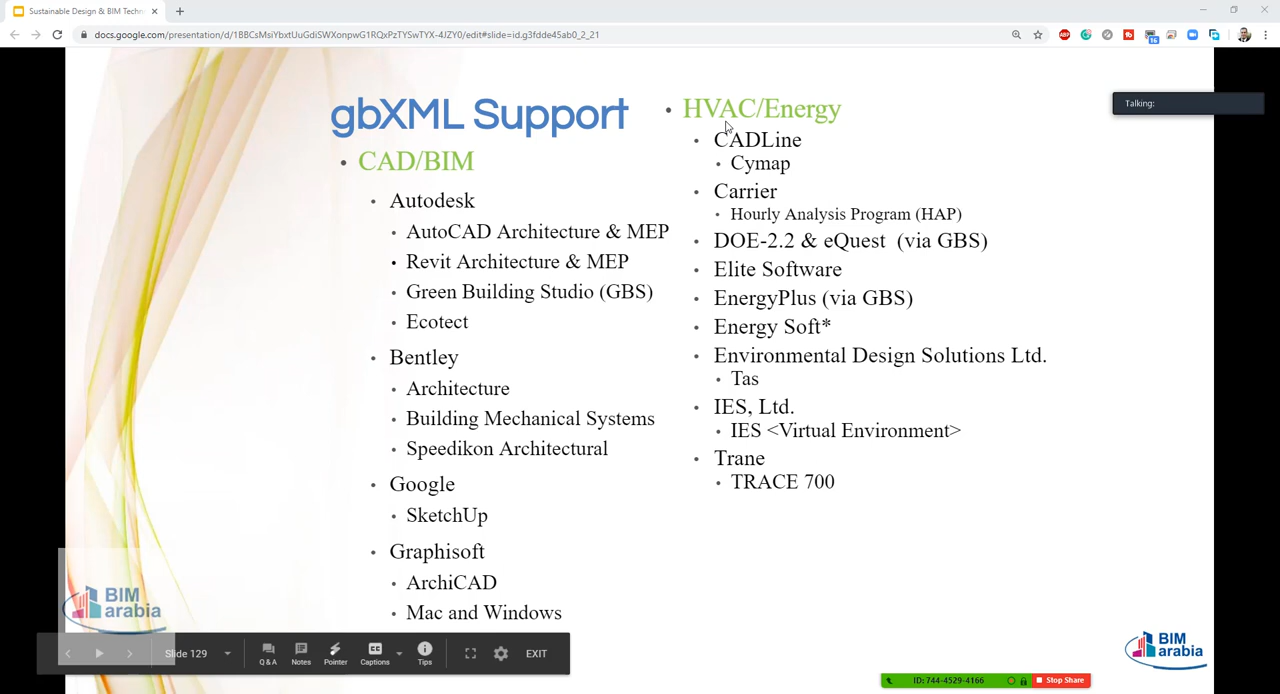 Sustainable Design & BIM Techn
docs.google.com/presentation/d/1BBCsMsiYbxtUuGdiSWXonpwG1RQxPzTYSwTYX-4JZY0/edit#slide=id.g3fdde45ab0_2_21
ABP
16
Talking:
gbXML Support
CAD/BIM
Autodesk
AutoCAD Architecture & MEP
Revit Architecture & MEP
Green Building Studio (GBS)
Ecotect
Bentley
Architecture
Building Mechanical Systems
Speedikon Architectural
Google
SketchUp
Graphisoft
ArchiCAD
Mac and Windows
HVAC/Energy
CADLine
Cymap
Carrier
Hourly Analysis Program (HAP)
DOE-2.2 & eQuest (via GBS)
Elite Software
EnergyPlus (via GBS)
Energy Soft*
Environmental Design Solutions Ltd.
Tas
IES, Ltd.
IES <Virtual Environment>
Trane
TRACE 700
BIM
arabia
Slide 129
Q & A
Notes
Pointer
Captions
Tips
EXIT
BIM
arabia
ID: 744-4529-4166
Stop Share